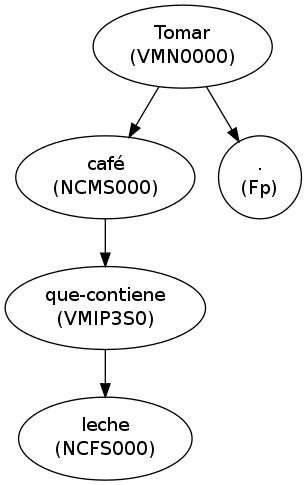 Tomar
(VMN0000)
café
(NCMS000)
.
(Fp)
que-contiene
(VMIP3S0)
leche
(NCFS000)